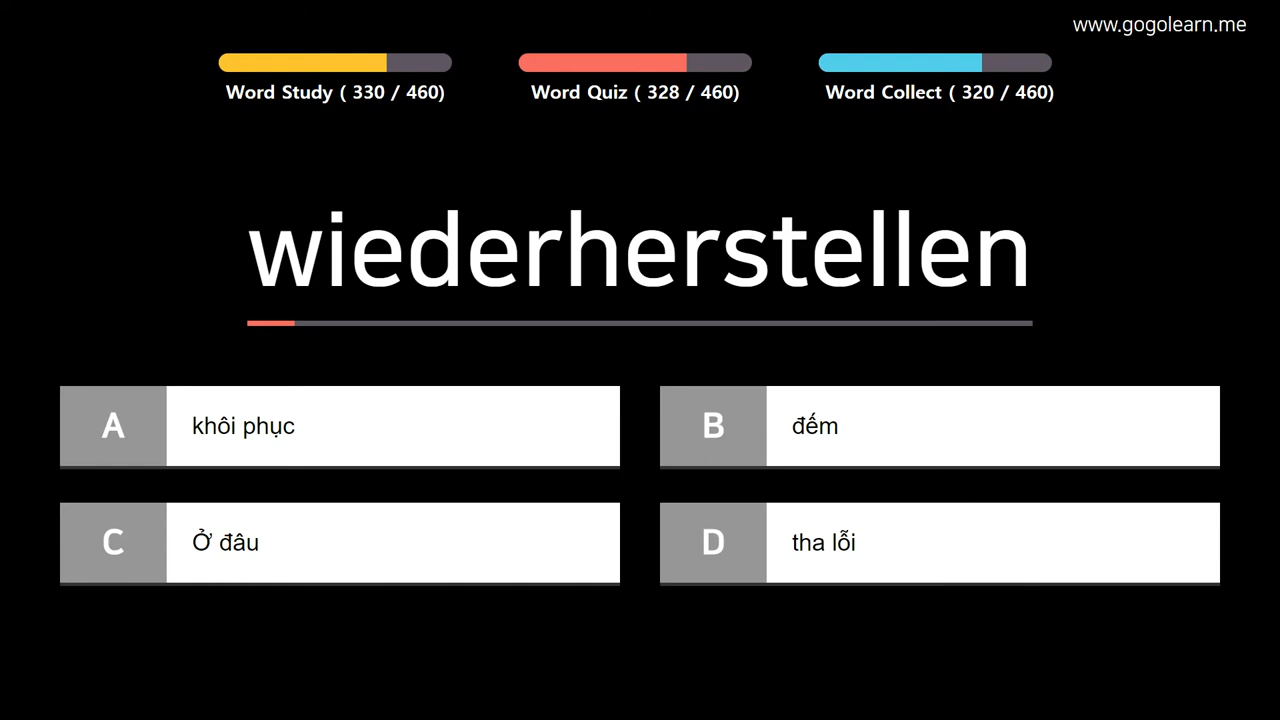 www.gogolearn.me
Word Study ( 330 / 460)
Word Quiz ( 328 / 460)
Word Collect ( 320 / 460)
wiederherstellen
A khôi phục
B đếm
C Ở đâu
D tha lỗi